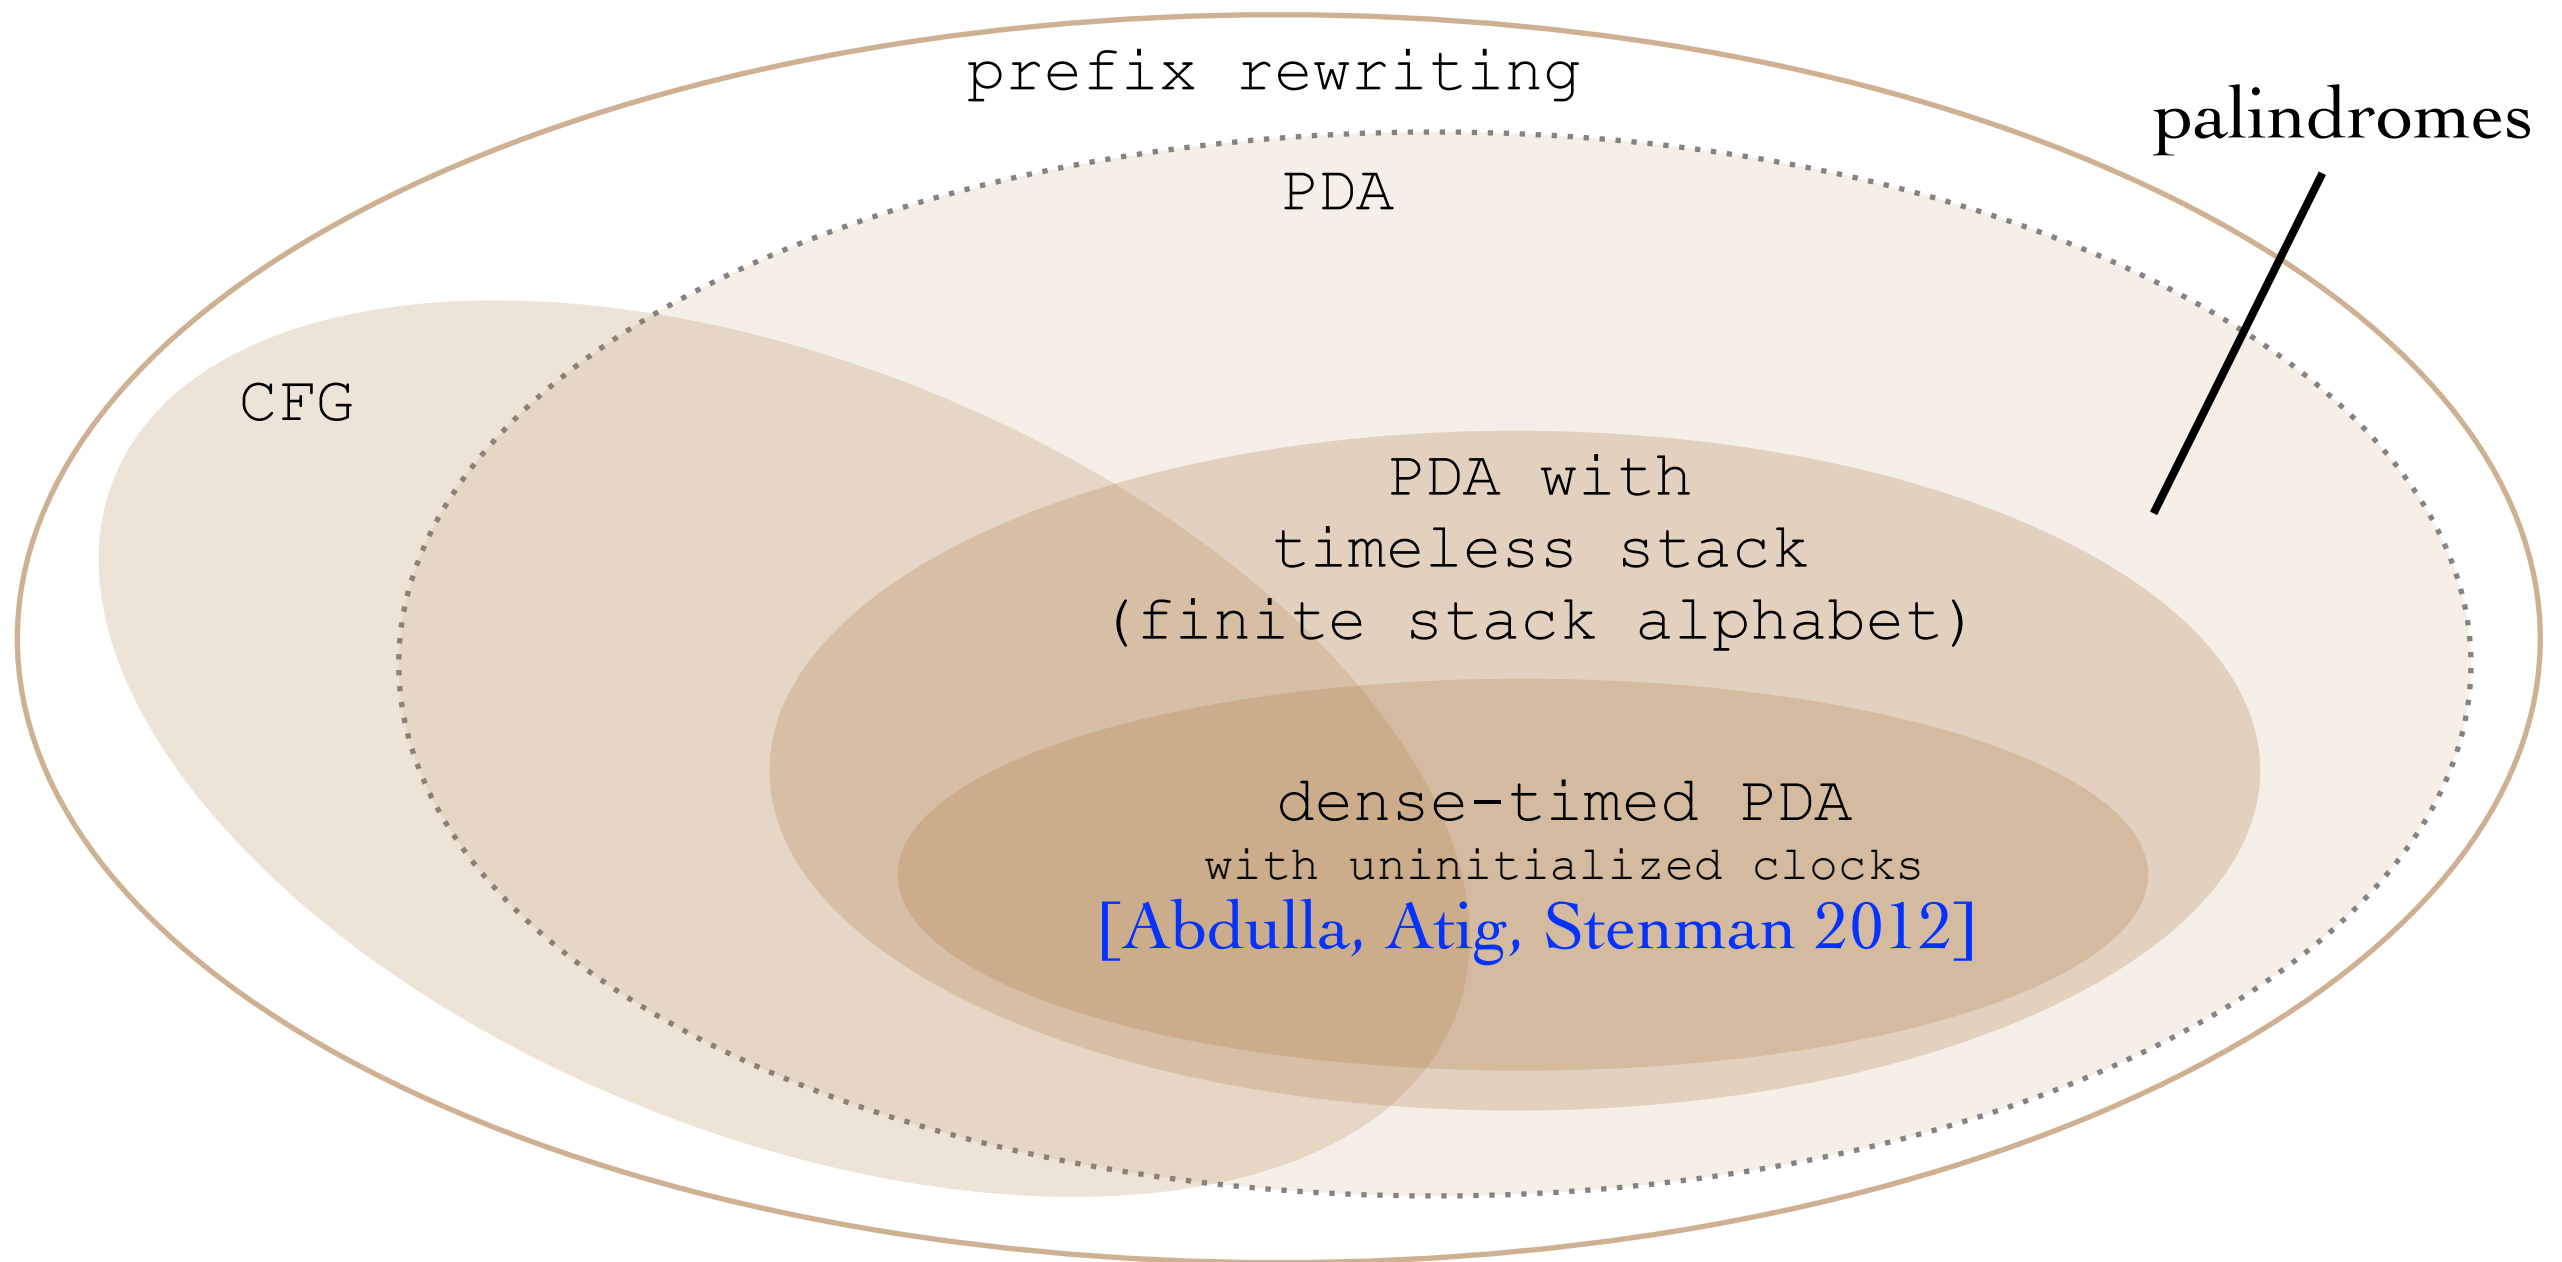 prefix rewriting
palindromes
PDA
CFG
PDA with
timeless stack
(finite stack alphabet)
dense-timed PDA
with uninitialized clocks
[Abdulla, Atig, Stenman 2012]